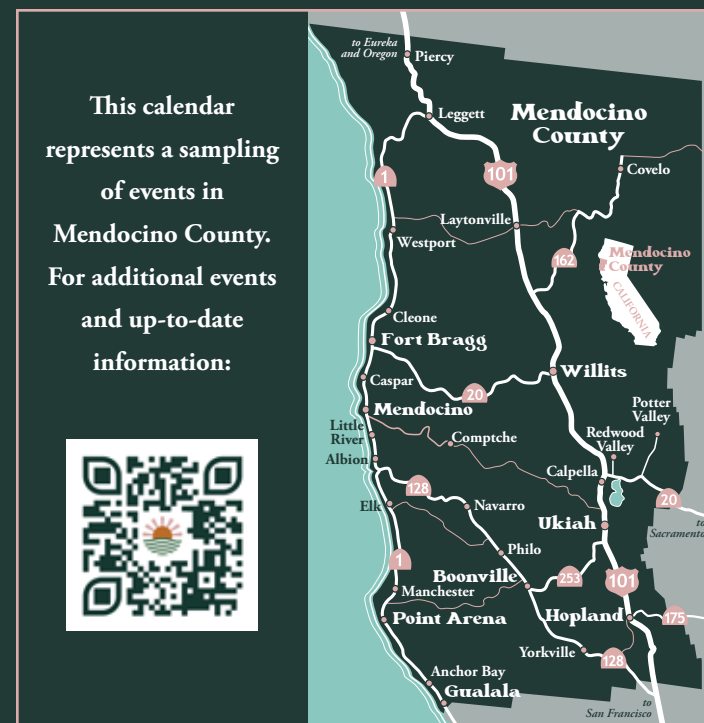 This calendar
represents a sampling
of events in
Mendocino County.
For additional events
and up-to-date
information:
to Eureka
and Oregon
Piercy
Leggett
Mendocino
County
1
101
Covelo
Laytonville
Westport
162
Mendocino
County
CALIFORNIA
Cleone
Fort Bragg
Willits
Caspar
20
Mendocino
Potter
Valley
Little
River
Redwood
Valley
Comptche
Albion
Calpella
128
20
Elk
Navarro
Ukiah
to
Sacramento
Philo
1
Boonville
253
101
Manchester
Hopland
175
Point Arena
Yorkville
128
Anchor Bay
Gualala
to
San Francisco